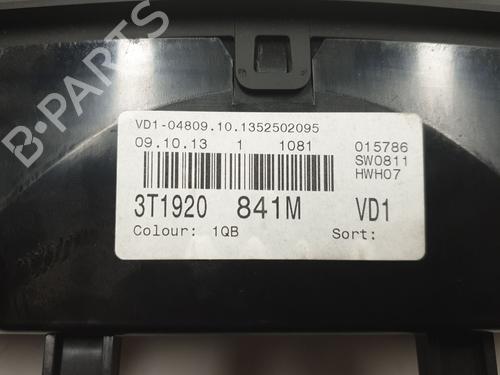 VD1-04809.10.1352502095
09.10.13 1 1081 015786
SW0811
HWH07
3T1920 841M VD1
Colour: 1QB Sort:
B-PARTS